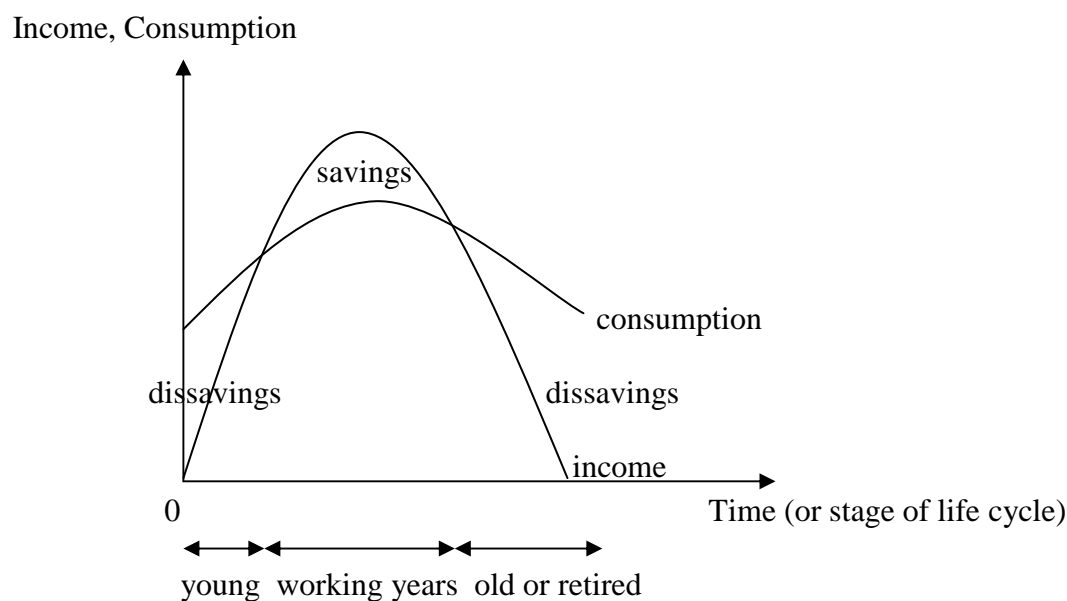 Income, Consumption
savings
consumption
dissavings
dissavings
income
0
Time (or stage of life cycle)
young working years old or retired